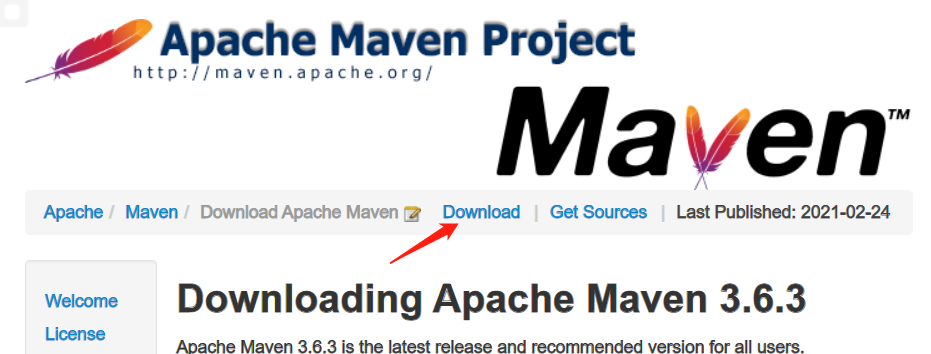 Apache Maven Project
http://maven.apache.org/
Maven™
Apache / Maven / Download Apache Maven Download | Get Sources | Last Published: 2021-02-24
Welcome
License
Downloading Apache Maven 3.6.3
Apache Maven 3.6.3 is the latest release and recommended version for all users.